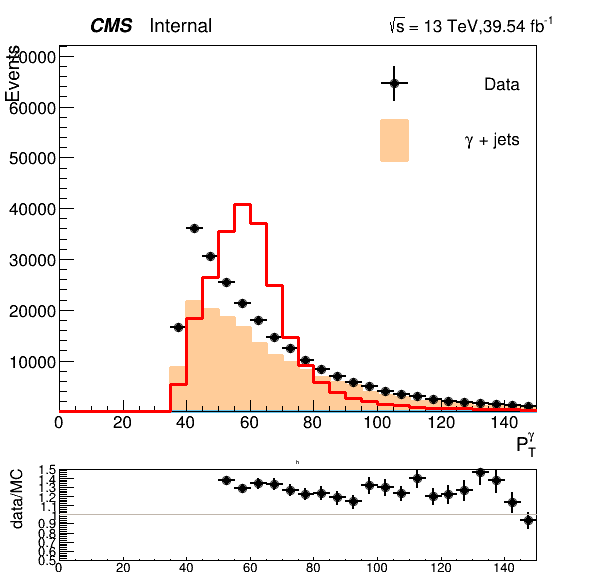 CMS Internal √s = 13 TeV,39.54 fb⁻¹
Events
70000
60000
50000
40000
30000
20000
10000
Data
γ + jets
0 20 40 60 80 100 120 140
P_T^γ
h
data/MC
1.5
1.4
1.3
1.2
1.1
1
0.9
0.8
0.7
0.6
0.5
0 20 40 60 80 100 120 140